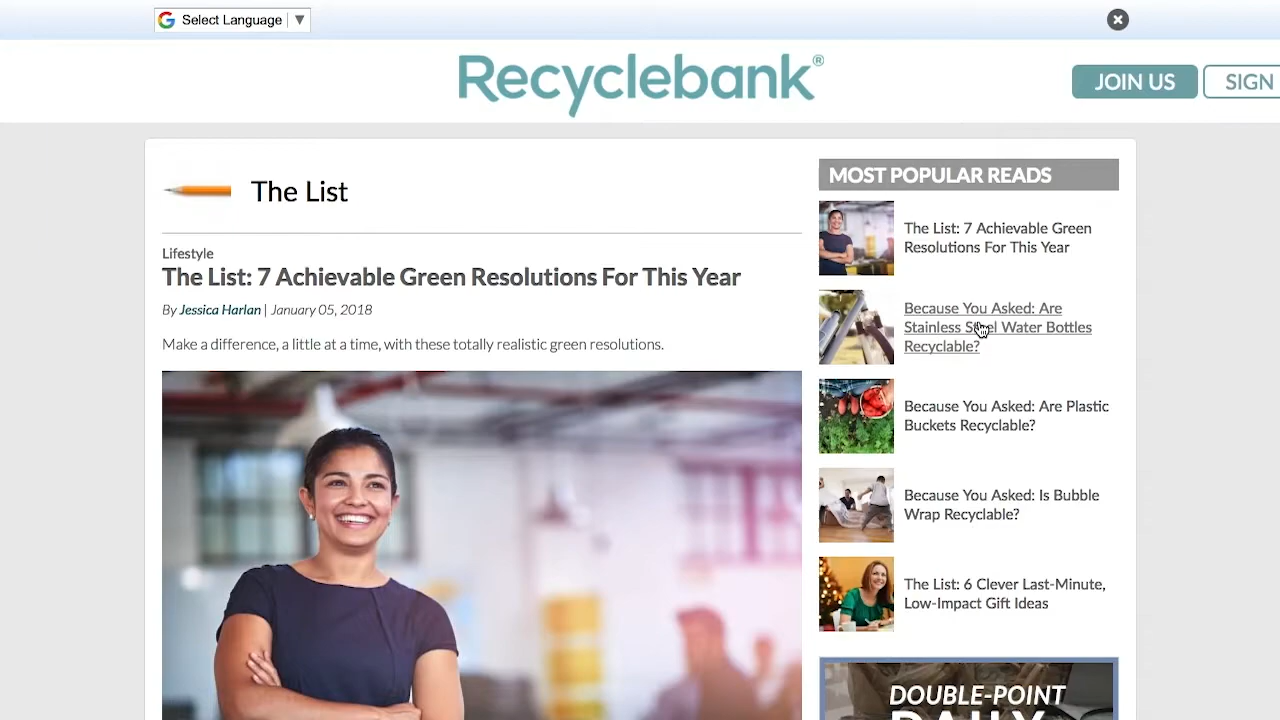 Select Language ▼
Recyclebank®
JOIN US
SIGN
The List
Lifestyle
The List: 7 Achievable Green Resolutions For This Year
By Jessica Harlan | January 05, 2018
Make a difference, a little at a time, with these totally realistic green resolutions.
MOST POPULAR READS
The List: 7 Achievable Green
Resolutions For This Year
Because You Asked: Are
Stainless Steel Water Bottles
Recyclable?
Because You Asked: Are Plastic
Buckets Recyclable?
Because You Asked: Is Bubble
Wrap Recyclable?
The List: 6 Clever Last-Minute,
Low-Impact Gift Ideas
DOUBLE-POINT
DAILY